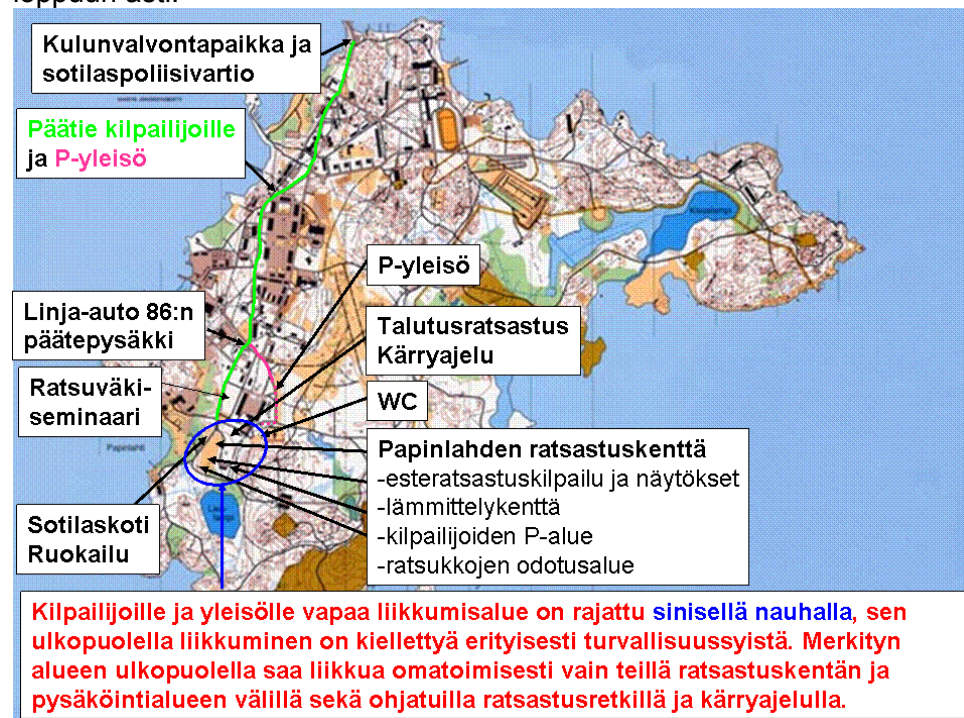 loppuun asti.
Kulunvalvontapaikka ja
sotilaspoliisivartio
Päätie kilpailijoille
ja P-yleisö
P-yleisö
Linja-auto 86:n
päätepysäkki
Talutusratsastus
Kärryajelu
Ratsuväki-
seminaari
WC
Papinlahti
Papinlahden ratsastuskenttä
-esteratsastuskilpailu ja näytökset
-lämmittelykenttä
-kilpailijoiden P-alue
-ratsukkojen odotusalue
Sotilaskoti
Ruokailu
Kilpailijoille ja yleisölle vapaa liikkumisalue on rajattu sinisellä nauhalla, sen
ulkopuolella liikkuminen on kiellettyä erityisesti turvallisuussyistä. Merkityn
alueen ulkopuolella saa liikkua omatoimisesti vain teillä ratsastuskentän ja
pysäköintialueen välillä sekä ohjatuilla ratsastusretkillä ja kärryajelulla.